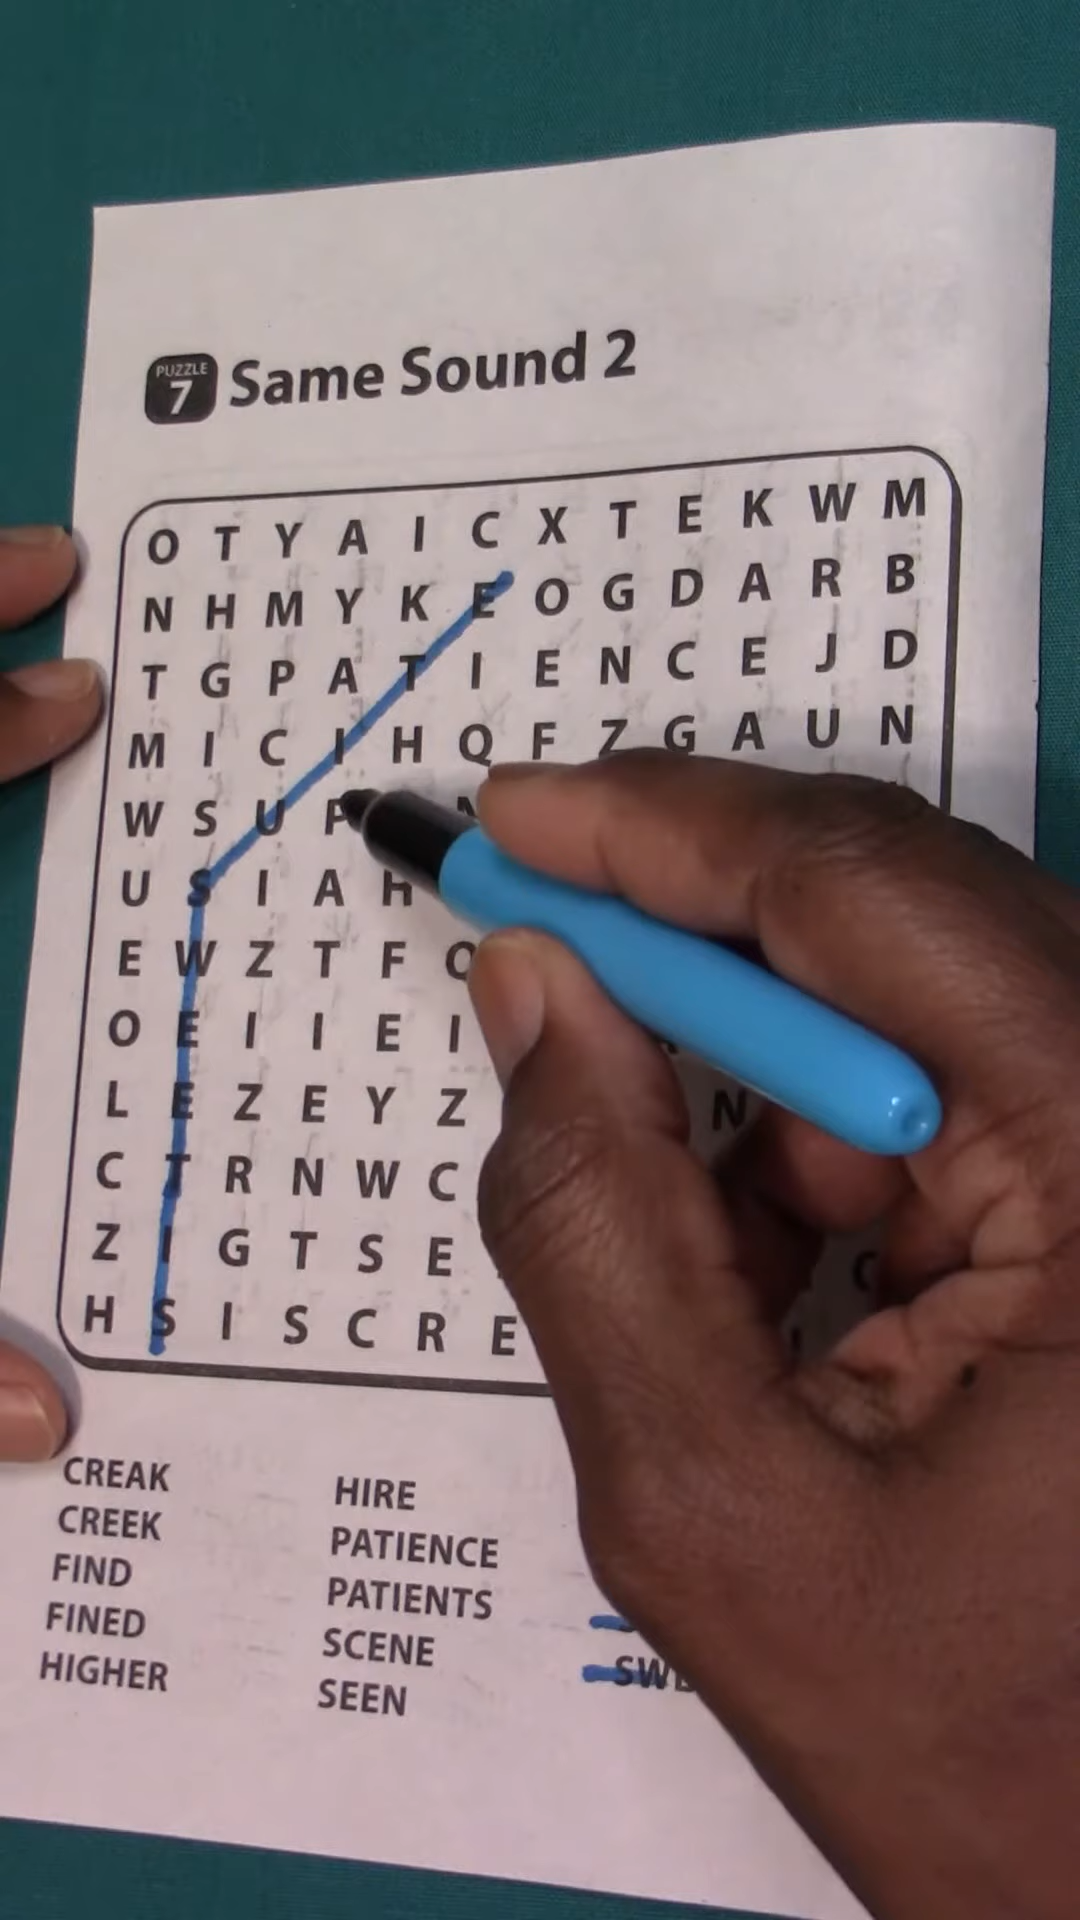 PUZZLE
7
Same Sound 2
O T Y A I C X T E K W M
N H M Y K E O G D A R B
T G P A T I E N C E J D
M I C I H Q F Z G A U N
W S U P
U S I A H
E W Z T F
O E I I E I
L E Z E Y Z N
C T R N W C
Z I G T S E
H S I S C R E
CREAK
CREEK
FIND
FINED
HIGHER
HIRE
PATIENCE
PATIENTS
SCENE
SEEN